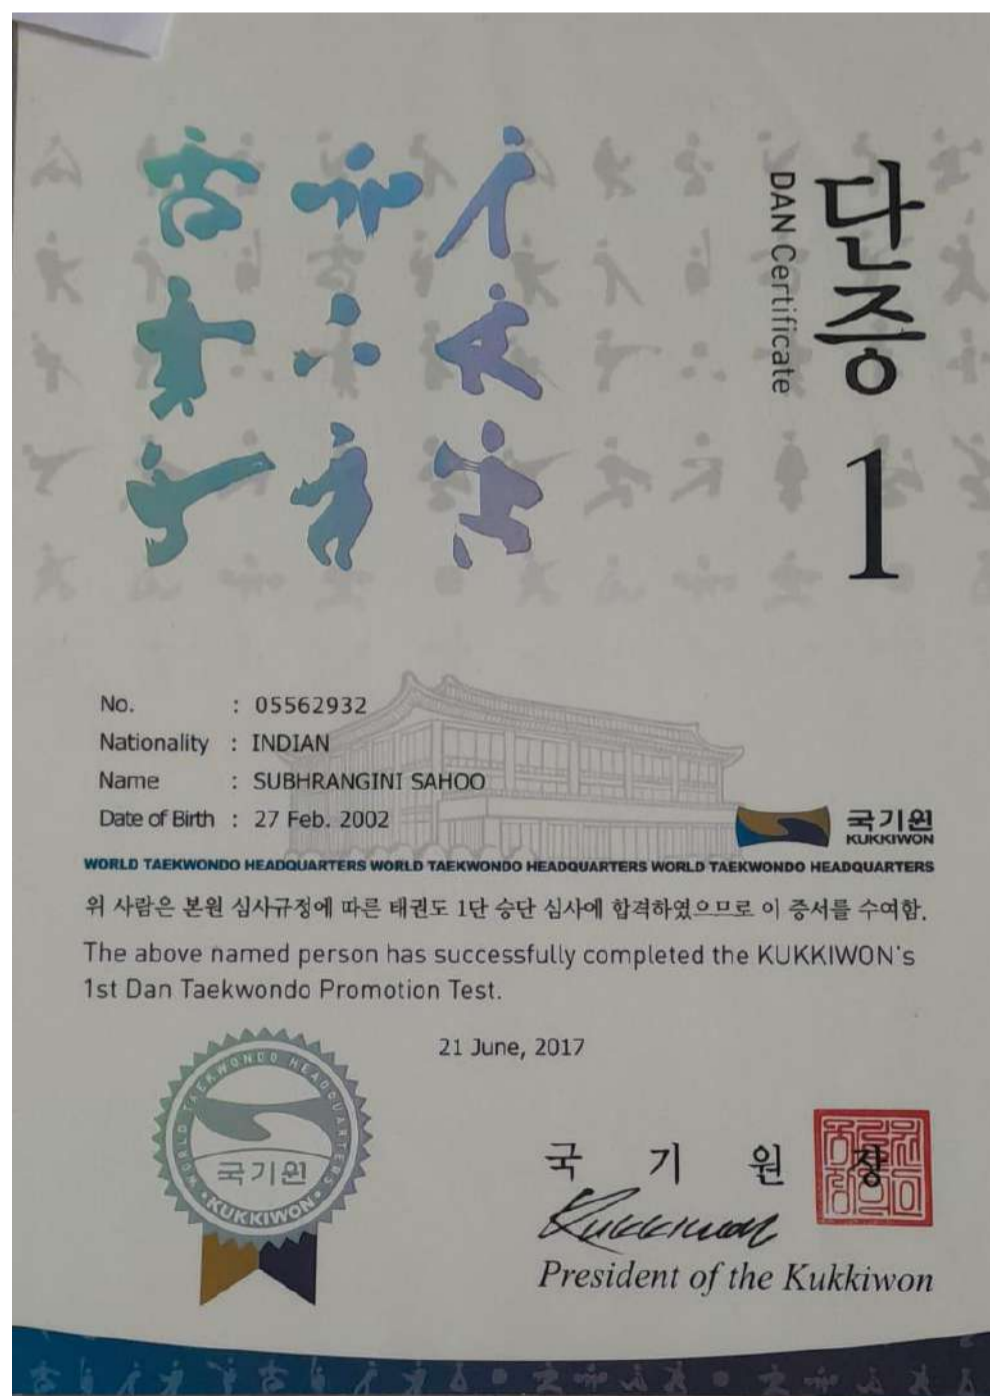 단증 1
DAN Certificate
No. : 05562932
Nationality : INDIAN
Name : SUBHRANGINI SAHOO
Date of Birth : 27 Feb. 2002
국기원
KUKKIWON
WORLD TAEKWONDO HEADQUARTERS WORLD TAEKWONDO HEADQUARTERS WORLD TAEKWONDO HEADQUARTERS
위 사람은 본원 심사규정에 따른 태권도 1단 승단 심사에 합격하였으므로 이 증서를 수여함.
The above named person has successfully completed the KUKKIWON's
1st Dan Taekwondo Promotion Test.
21 June, 2017
WORLD TAEKWONDO HEADQUARTERS
국기원
• KUKKIWON •
국 기 원 장
Kukkiwon
President of the Kukkiwon